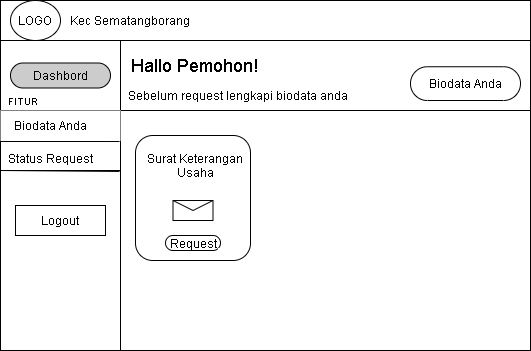 LOGO
Kec Sematangborang
Dashbord
FITUR
Biodata Anda
Status Request
Logout
Hallo Pemohon!
Sebelum request lengkapi biodata anda
Biodata Anda
Surat Keterangan
Usaha
Request